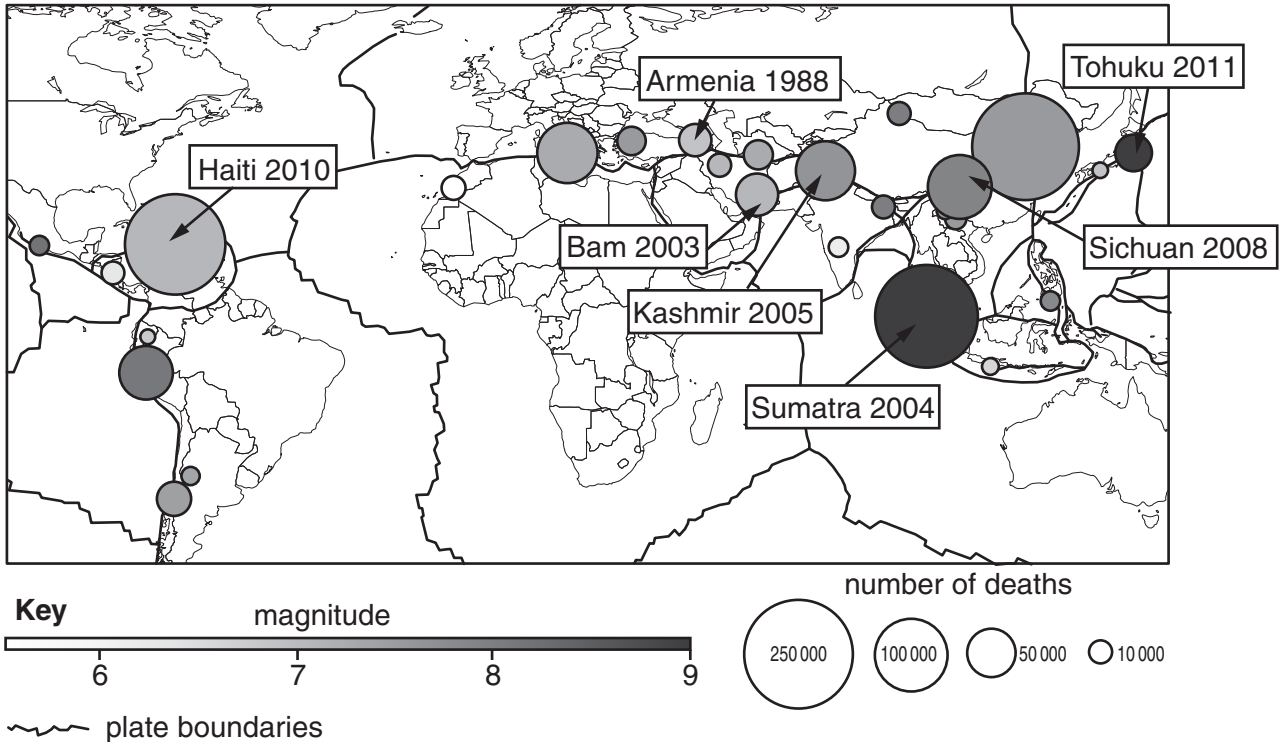 Armenia 1988
Tohuku 2011
Haiti 2010
Bam 2003
Sichuan 2008
Kashmir 2005
Sumatra 2004
Key
magnitude
6
7
8
9
plate boundaries
number of deaths
250 000
100 000
50 000
10 000